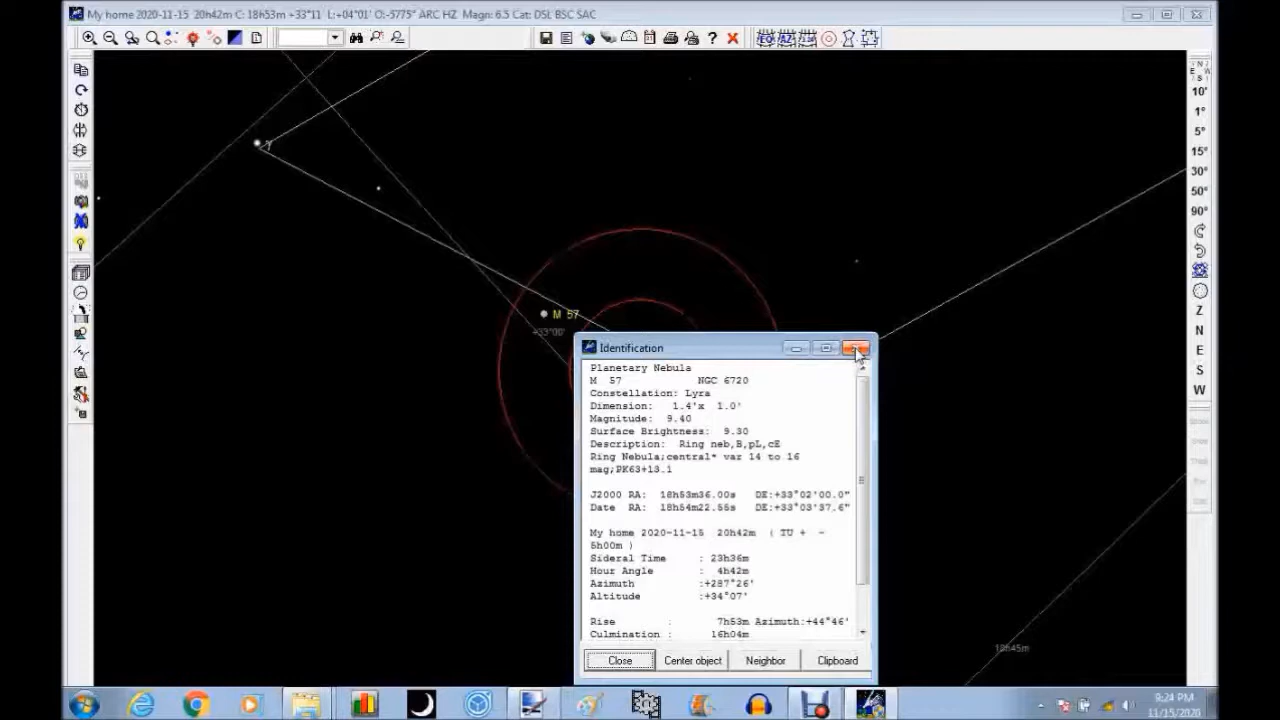 My home 2020-11-15 20h42m C: 18h53m +33°11 L:+04°01' O:-5775° ARC HZ Magn: 6.5 Cat: DSL BSC SAC
EQ AZ
N
E W
S
10'
1°
5°
15°
30°
50°
90°
Z
N
E
S
W
γ
M 57
+33°00'
Identification
Planetary Nebula
M 57 NGC 6720
Constellation: Lyra
Dimension: 1.4'x 1.0'
Magnitude: 9.40
Surface Brightness: 9.30
Description: Ring neb,B,pL,cE
Ring Nebula;central* var 14 to 16
mag;PK63+13.1
J2000 RA: 18h53m36.00s DE:+33°02'00.0"
Date RA: 18h54m22.55s DE:+33°03'37.6"
My home 2020-11-15 20h42m ( TU + -
5h00m )
Sideral Time : 23h36m
Hour Angle : 4h42m
Azimuth :+287°26'
Altitude :+34°07'
Rise : 7h53m Azimuth:+44°46'
Culmination : 16h04m
Close
Center object
Neighbor
Clipboard
18h45m
9:24 PM
11/15/2020